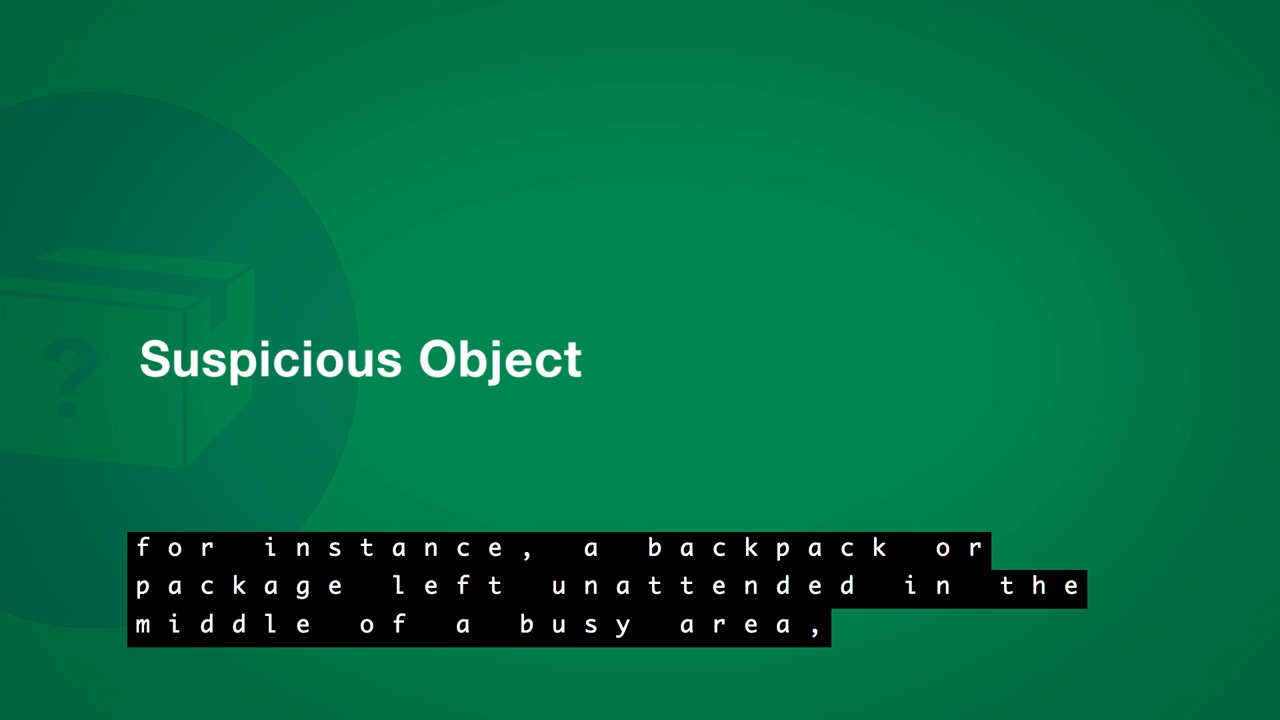 ?
Suspicious Object
for instance, a backpack or
package left unattended in the
middle of a busy area,